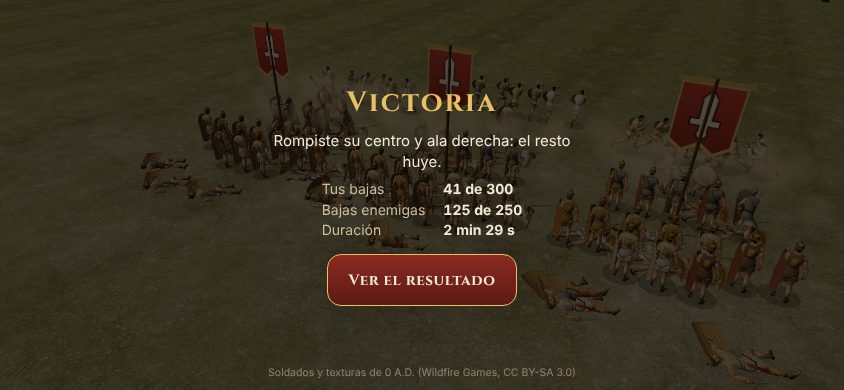 Victoria
Rompiste su centro y ala derecha: el resto
huye.
Tus bajas 41 de 300
Bajas enemigas 125 de 250
Duración 2 min 29 s
Ver el resultado
Soldados y texturas de 0 A.D. (Wildfire Games, CC BY-SA 3.0)